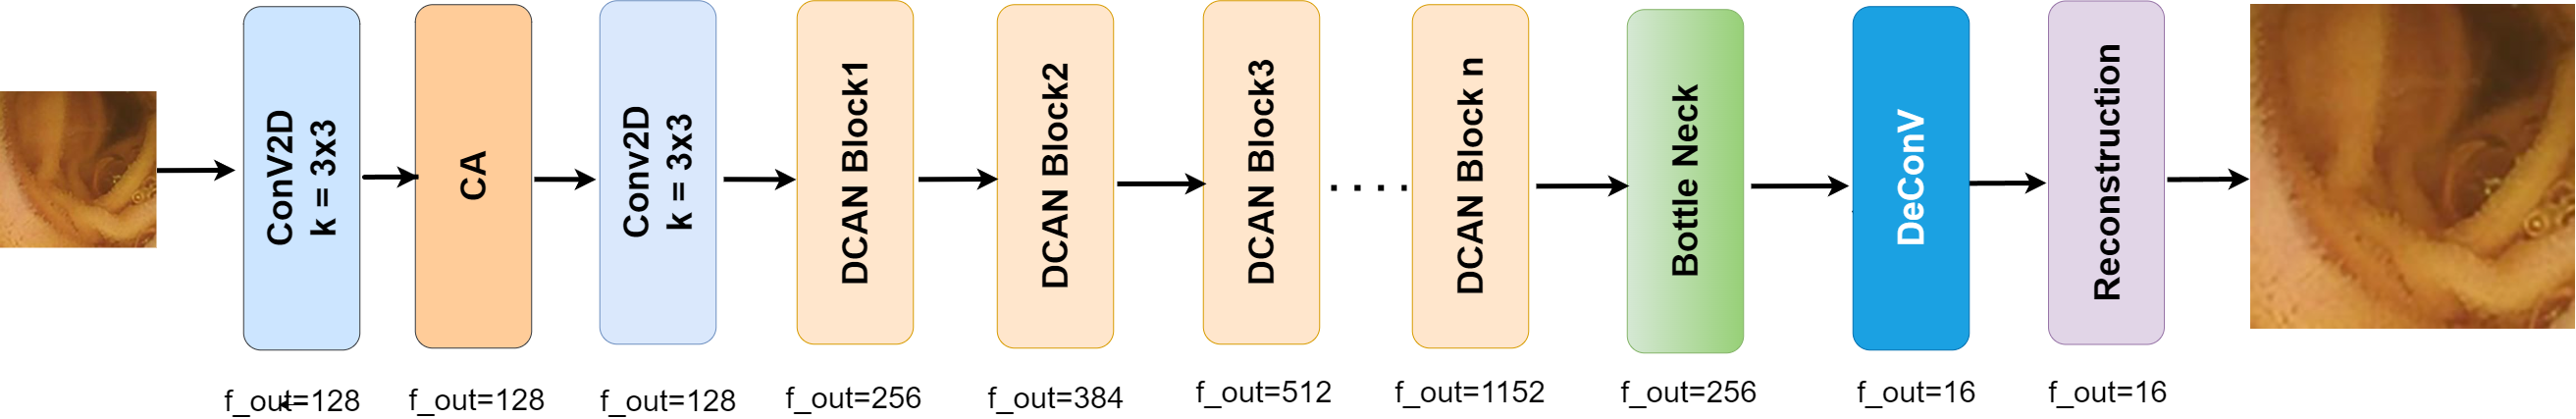 ConV2D
k = 3x3
CA
Conv2D
k = 3x3
DCAN Block1
DCAN Block2
DCAN Block3
. . . .
DCAN Block n
Bottle Neck
DeConV
Reconstruction
f_out=128
f_out=128
f_out=128
f_out=256
f_out=384
f_out=512
f_out=1152
f_out=256
f_out=16
f_out=16